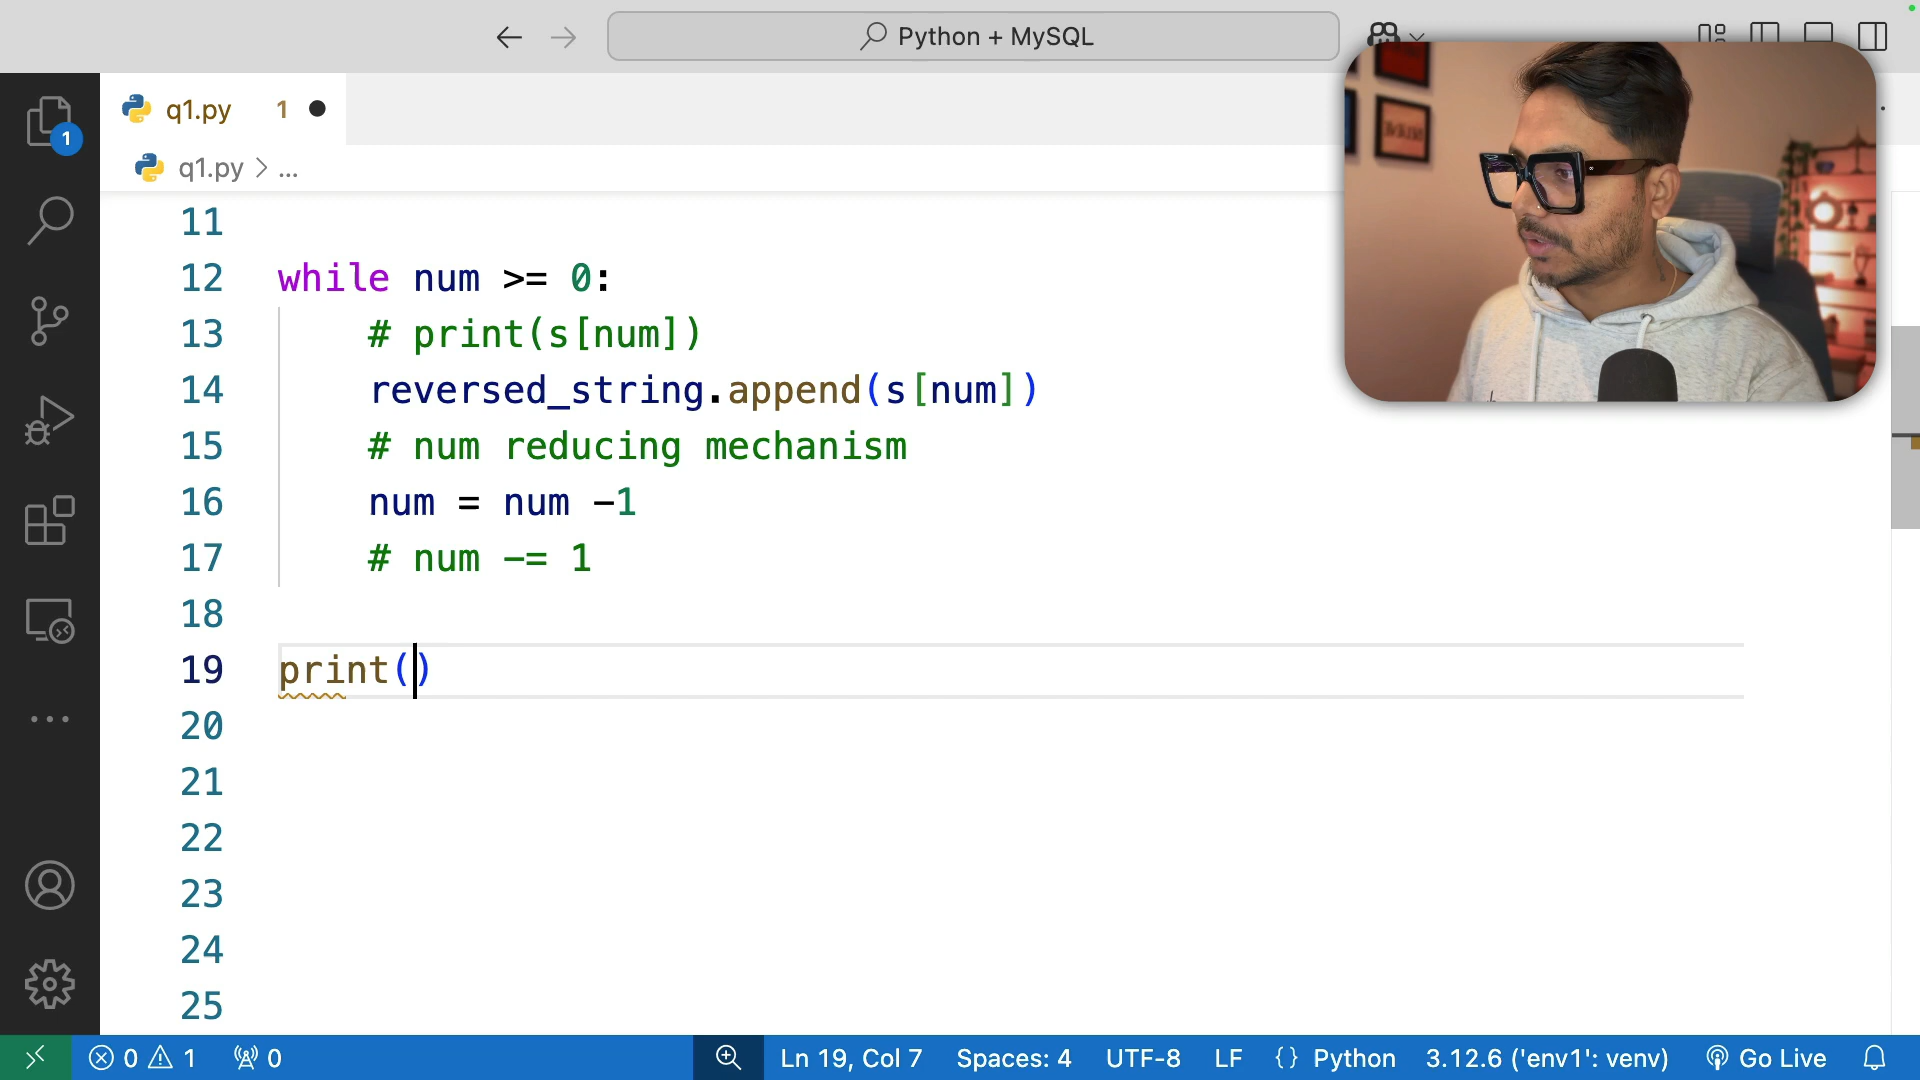 Python + MySQL
q1.py 1
1
q1.py > ...
11
12 while num >= 0:
13 # print(s[num])
14 reversed_string.append(s[num])
15 # num reducing mechanism
16 num = num -1
17 # num -= 1
18
19 print()
20
21
22
23
24
25
0 1 0 Ln 19, Col 7 Spaces: 4 UTF-8 LF {} Python 3.12.6 ('env1': venv) Go Live